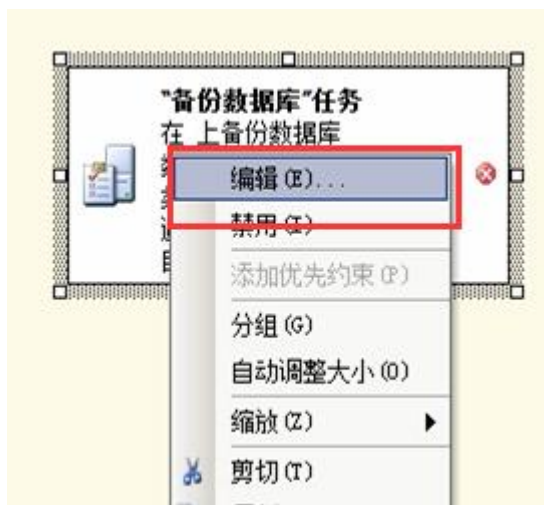 "备份数据库"任务
在 上备份数据库
编辑(E)...
禁用(I)
添加优先约束(P)
分组(G)
自动调整大小(O)
缩放(Z)
剪切(T)